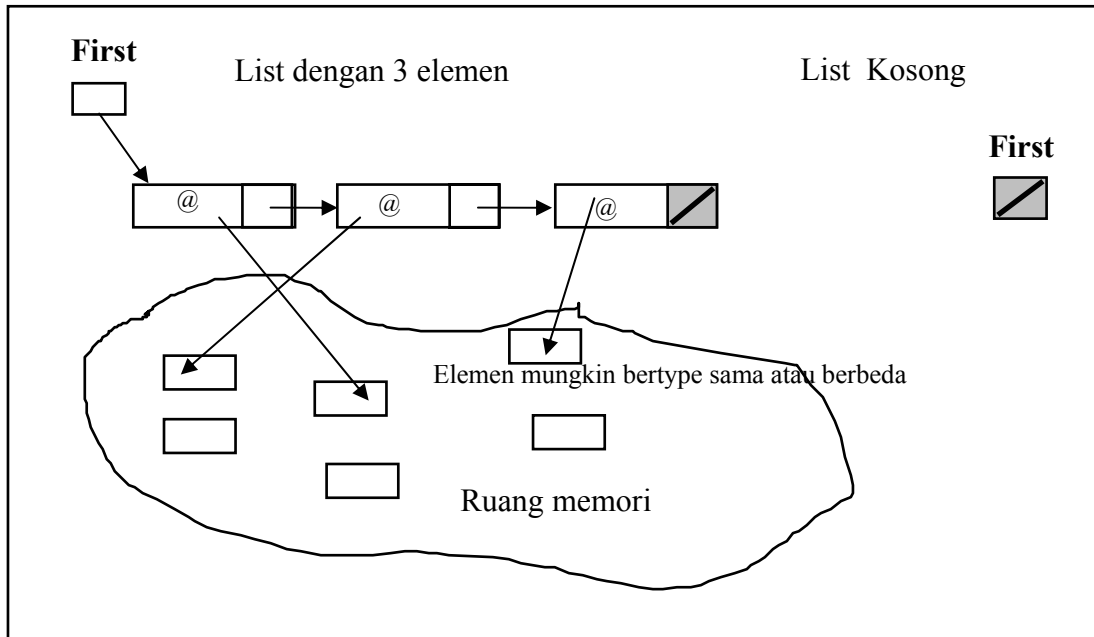 First
List dengan 3 elemen
List Kosong
First
@
@
@
Elemen mungkin bertype sama atau berbeda
Ruang memori